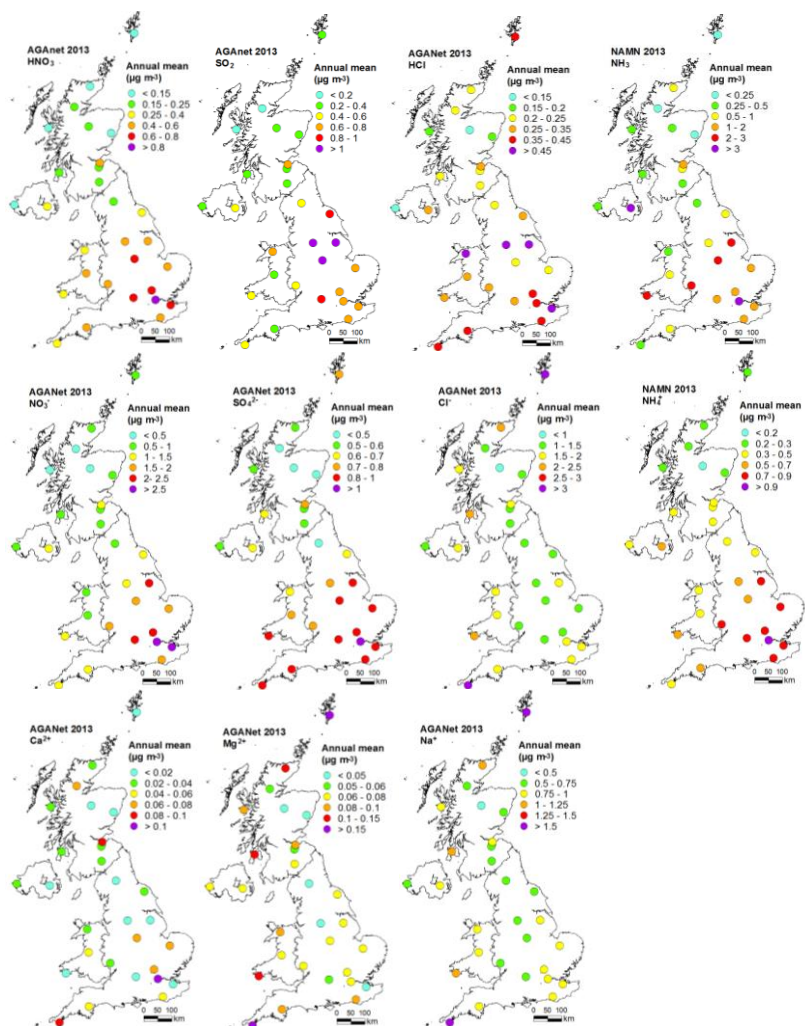 AGAnet 2013
HNO3
Annual mean
(µg m-3)
< 0.15
0.15 - 0.25
0.25 - 0.4
0.4 - 0.6
0.6 - 0.8
> 0.8
0 50 100
km
AGAnet 2013
SO2
Annual mean
(µg m-3)
< 0.2
0.2 - 0.4
0.4 - 0.6
0.6 - 0.8
0.8 - 1
> 1
0 50 100
km
AGAnet 2013
HCl
Annual mean
(µg m-3)
< 0.15
0.15 - 0.2
0.2 - 0.25
0.25 - 0.35
0.35 - 0.45
> 0.45
0 50 100
km
NAMN 2013
NH3
Annual mean
(µg m-3)
< 0.25
0.25 - 0.5
0.5 - 1
1 - 2
2 - 3
> 3
0 50 100
km
AGANet 2013
NO3-
Annual mean
(µg m-3)
< 0.5
0.5 - 1
1 - 1.5
1.5 - 2
2- 2.5
> 2.5
0 50 100
km
AGANet 2013
SO42-
Annual mean
(µg m-3)
< 0.5
0.5 - 0.6
0.6 - 0.7
0.7 - 0.8
0.8 - 1
> 1
0 50 100
km
AGANet 2013
Cl-
Annual mean
(µg m-3)
< 1
1 - 1.5
1.5 - 2
2 - 2.5
2.5 - 3
> 3
0 50 100
km
NAMN 2013
NH4+
Annual mean
(µg m-3)
< 0.2
0.2 - 0.3
0.3 - 0.5
0.5 - 0.7
0.7 - 0.9
> 0.9
0 50 100
km
AGANet 2013
Ca2+
Annual mean
(µg m-3)
< 0.02
0.02 - 0.04
0.04 - 0.06
0.06 - 0.08
0.08 - 0.1
> 0.1
0 50 100
km
AGANet 2013
Mg2+
Annual mean
(µg m-3)
< 0.05
0.05 - 0.06
0.06 - 0.08
0.08 - 0.1
0.1 - 0.15
> 0.15
0 50 100
km
AGANet 2013
Na+
Annual mean
(µg m-3)
< 0.5
0.5 - 0.75
0.75 - 1
1 - 1.25
1.25 - 1.5
> 1.5
0 50 100
km